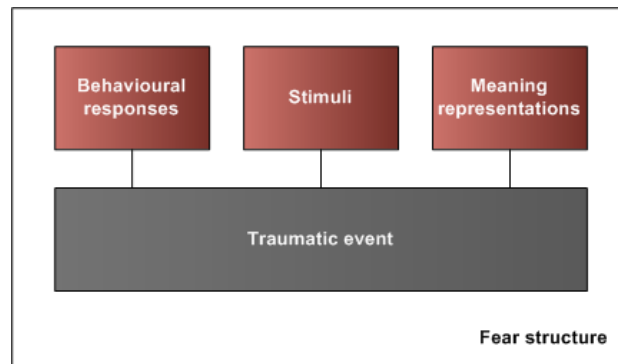 Behavioural
responses
Stimuli
Meaning
representations
Traumatic event
Fear structure